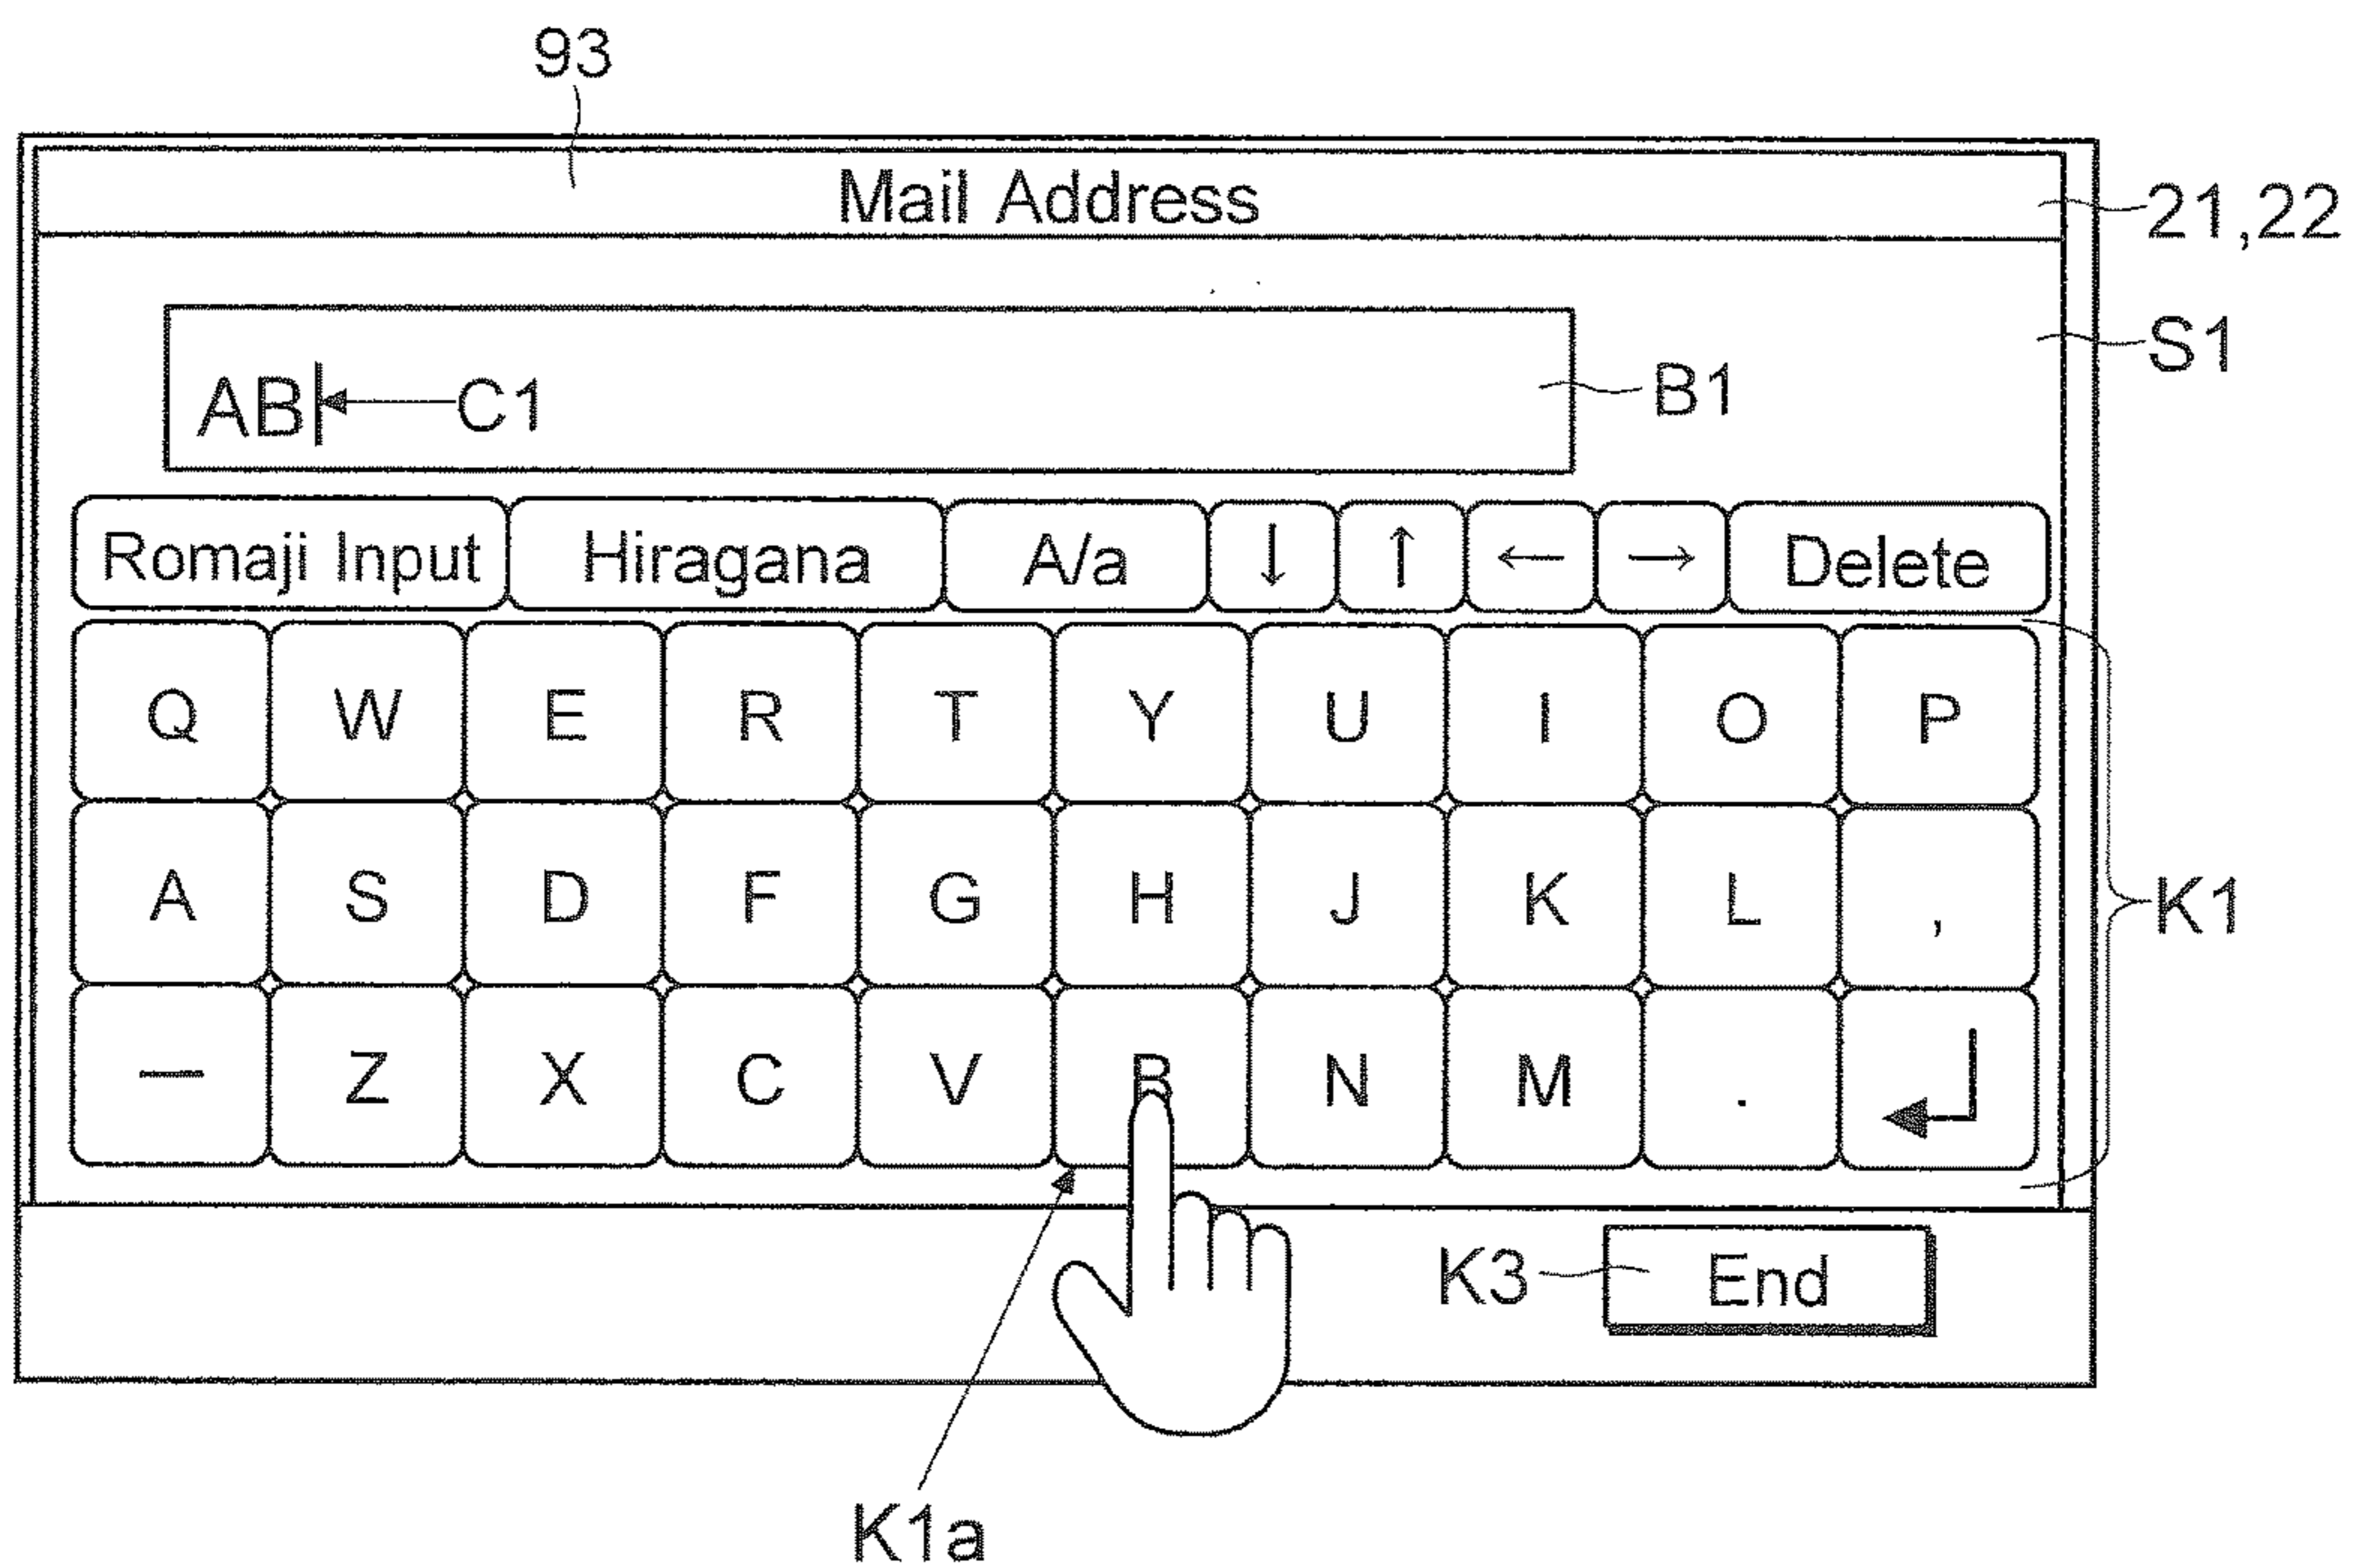 93
Mail Address
21,22
S1
AB
C1
B1
Romaji Input Hiragana A/a ↓ ↑ ← → Delete
Q W E R T Y U I O P
A S D F G H J K L ,
K1
— Z X C V B N M .
K3
End
K1a